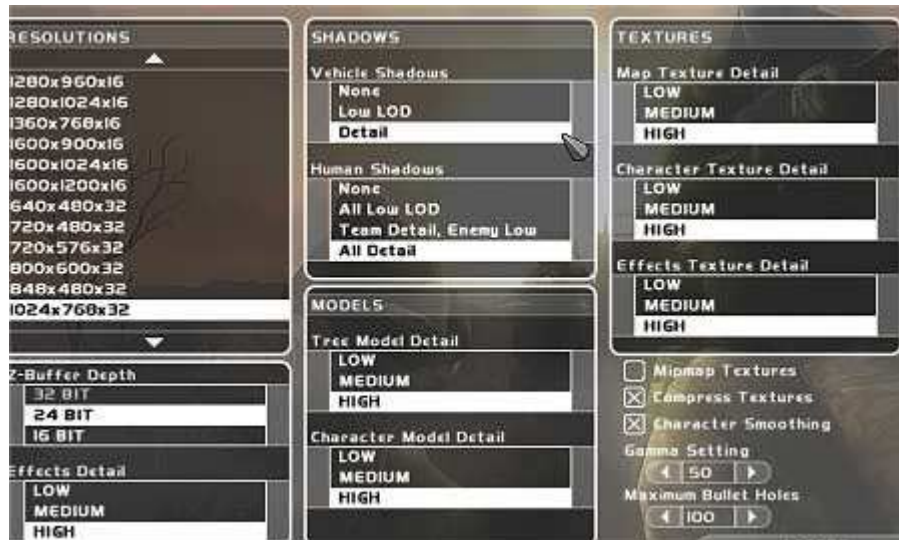 RESOLUTIONS
1280x960x16
1280x1024x16
1360x768x16
1600x900x16
1600x1024x16
1600x1200x16
640x480x32
720x480x32
720x576x32
800x600x32
848x480x32
1024x768x32
Z-Buffer Depth
32 BIT
24 BIT
16 BIT
Effects Detail
LOW
MEDIUM
HIGH
SHADOWS
Vehicle Shadows
None
Low LOD
Detail
Human Shadows
None
All Low LOD
Team Detail, Enemy Low
All Detail
MODELS
Tree Model Detail
LOW
MEDIUM
HIGH
Character Model Detail
LOW
MEDIUM
HIGH
TEXTURES
Map Texture Detail
LOW
MEDIUM
HIGH
Character Texture Detail
LOW
MEDIUM
HIGH
Effects Texture Detail
LOW
MEDIUM
HIGH
Mipmap Textures
Compress Textures
Character Smoothing
Gamma Setting
50
Maximum Bullet Holes
100